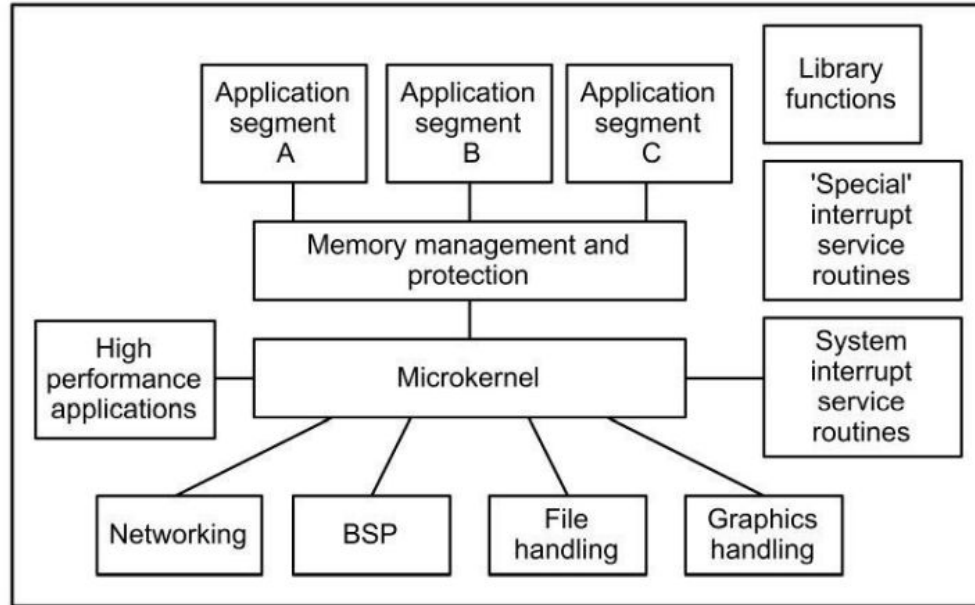 Application
segment
A
Application
segment
B
Application
segment
C
Library
functions
'Special'
interrupt
service
routines
Memory management and
protection
High
performance
applications
Microkernel
System
interrupt
service
routines
Networking
BSP
File
handling
Graphics
handling